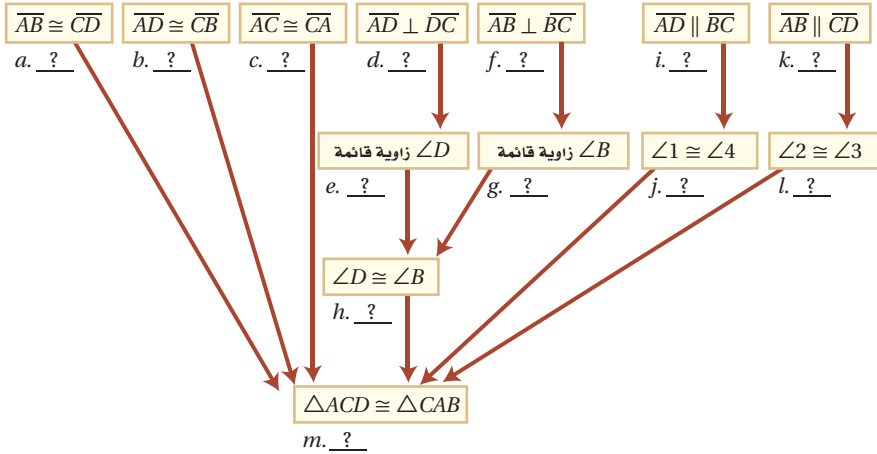 AB ≅ CD AD ≅ CB AC ≅ CA AD ⊥ DC AB ⊥ BC AD ∥ BC AB ∥ CD
a. ? b. ? c. ? d. ? f. ? i. ? k. ?
∠D زاوية قائمة ∠B زاوية قائمة ∠1 ≅ ∠4 ∠2 ≅ ∠3
e. ? g. ? j. ? l. ?
∠D ≅ ∠B
h. ?
△ACD ≅ △CAB
m. ?